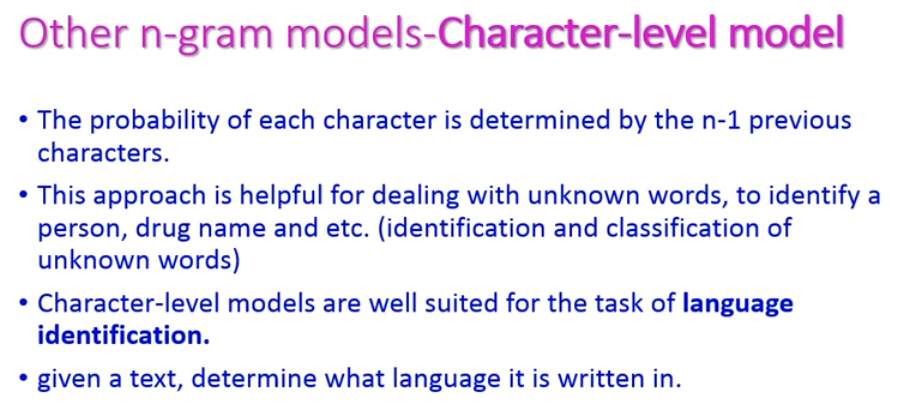 Other n-gram models-Character-level model
• The probability of each character is determined by the n-1 previous
characters.
• This approach is helpful for dealing with unknown words, to identify a
person, drug name and etc. (identification and classification of
unknown words)
• Character-level models are well suited for the task of language
identification.
• given a text, determine what language it is written in.